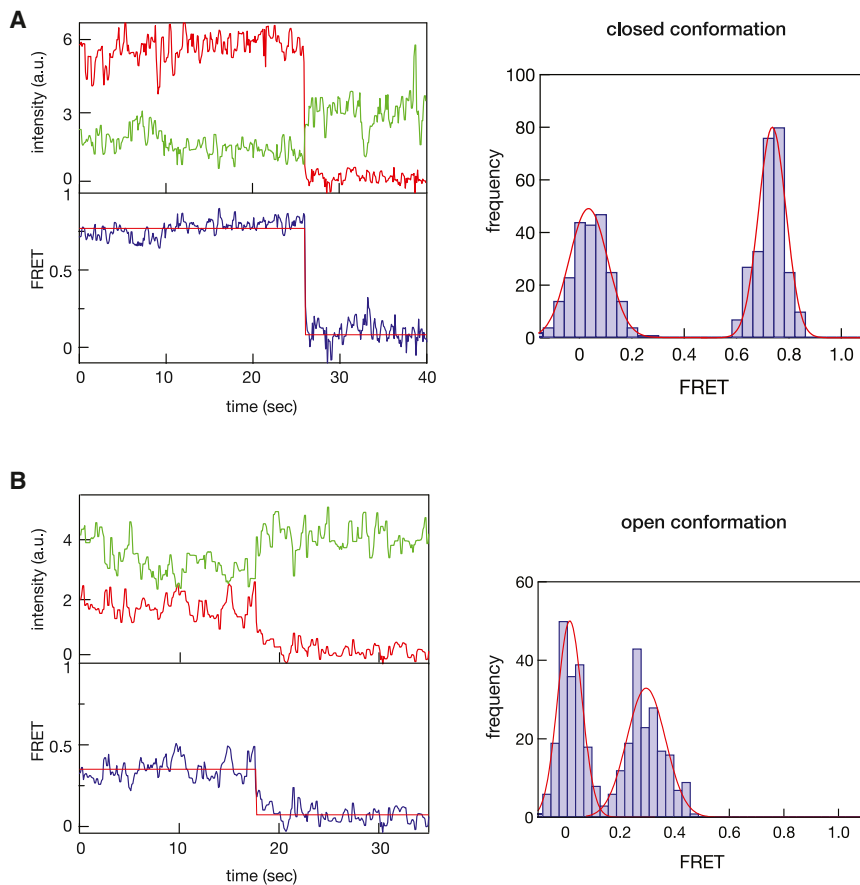 A
closed conformation
6
3
0
intensity (a.u.)
1
0.5
0
FRET
0 10 20 30 40
time (sec)
100
80
60
40
20
0
frequency
0 0.2 0.4 0.6 0.8 1.0
FRET
B
open conformation
4
2
0
intensity (a.u.)
1
0.5
0
FRET
0 10 20 30
time (sec)
60
40
20
0
frequency
0 0.2 0.4 0.6 0.8 1.0
FRET